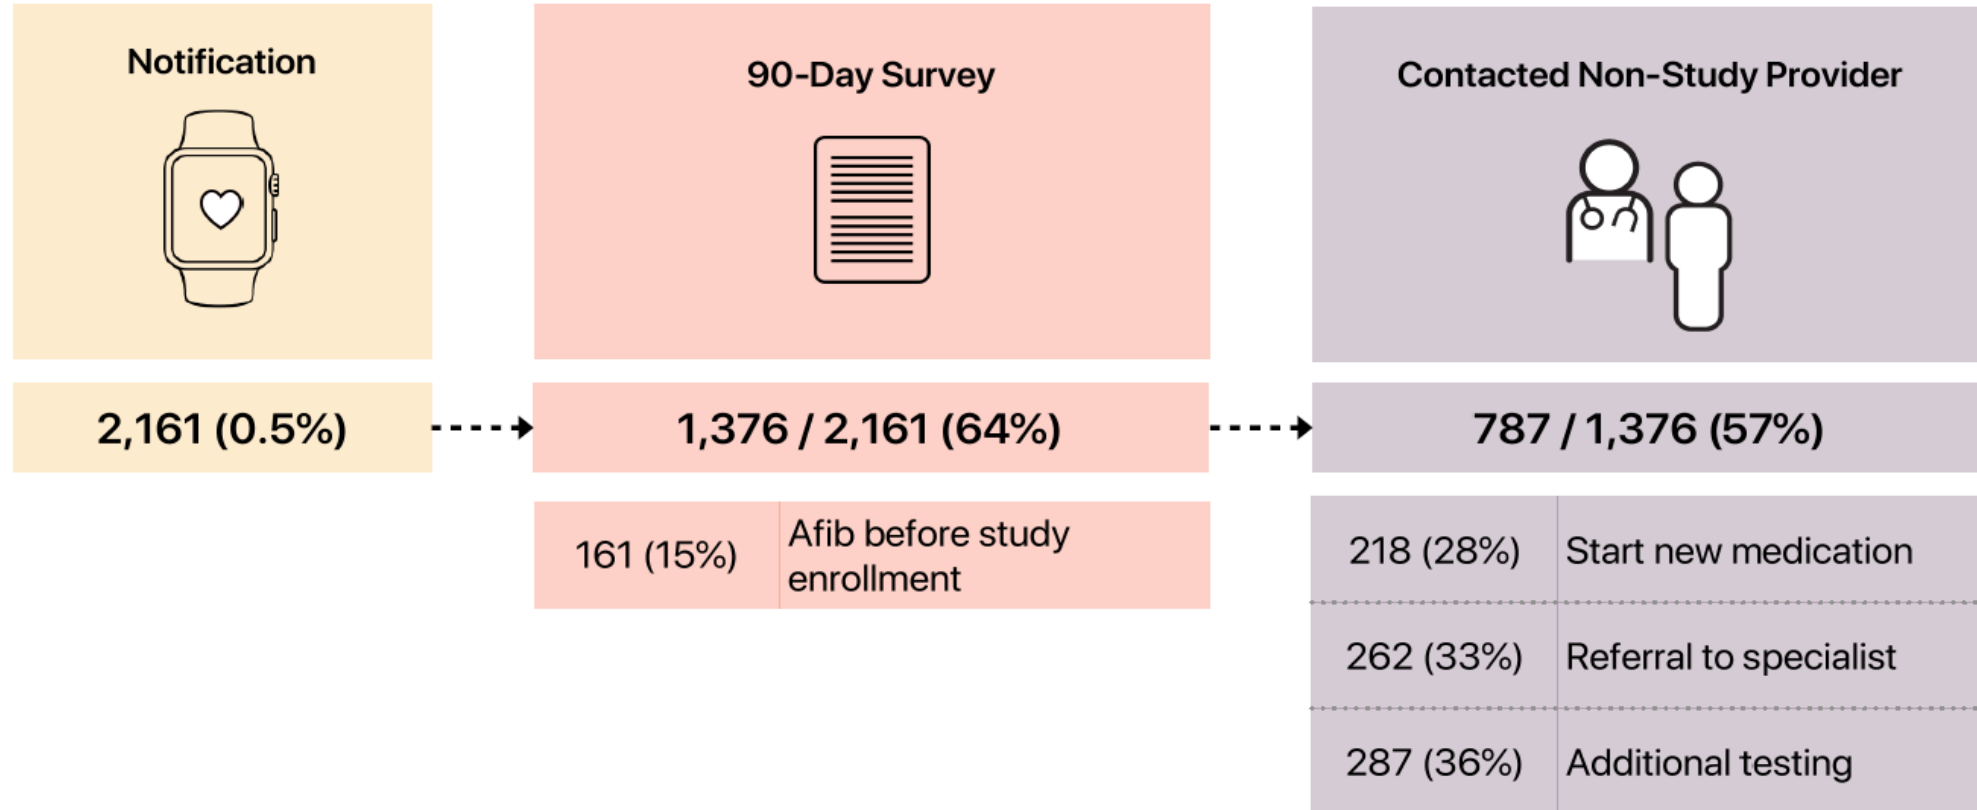 Notification
90-Day Survey
Contacted Non-Study Provider
2,161 (0.5%)
1,376 / 2,161 (64%)
787 / 1,376 (57%)
161 (15%)
Afib before study
enrollment
218 (28%)
Start new medication
262 (33%)
Referral to specialist
287 (36%)
Additional testing